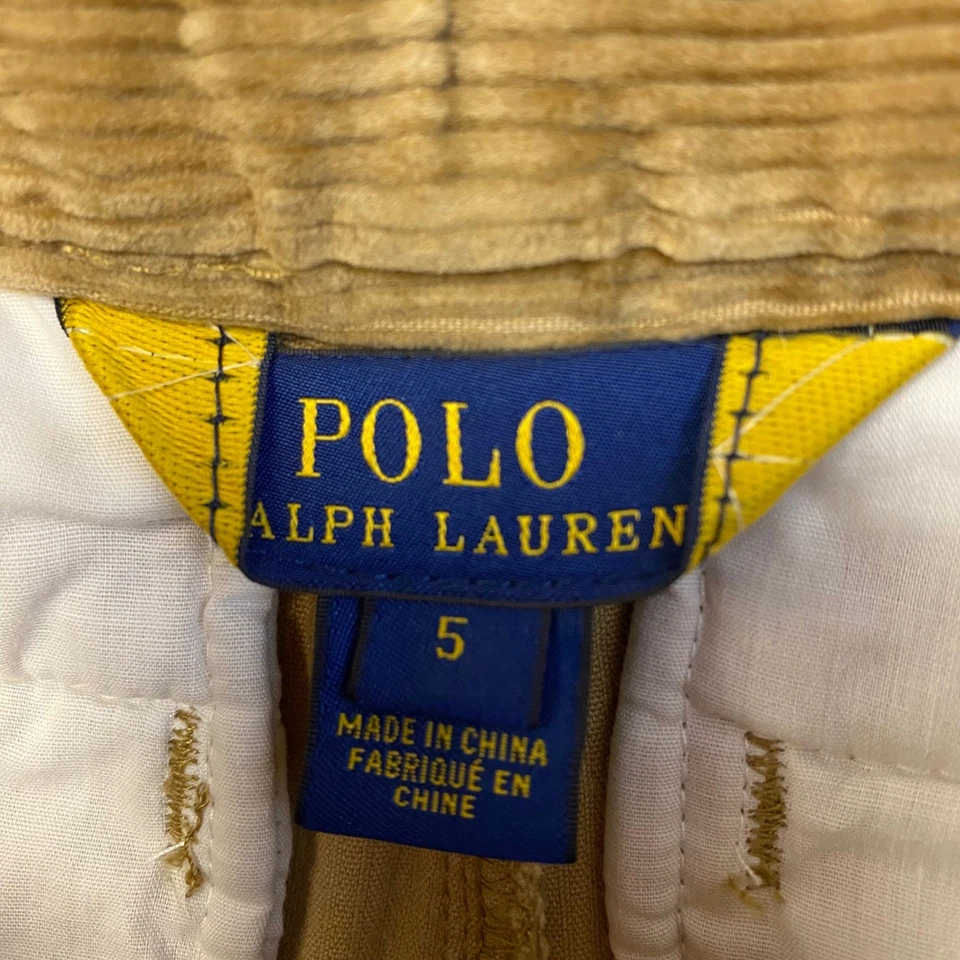 POLO
ALPH LAUREN
5
MADE IN CHINA
FABRIQUÉ EN
CHINE